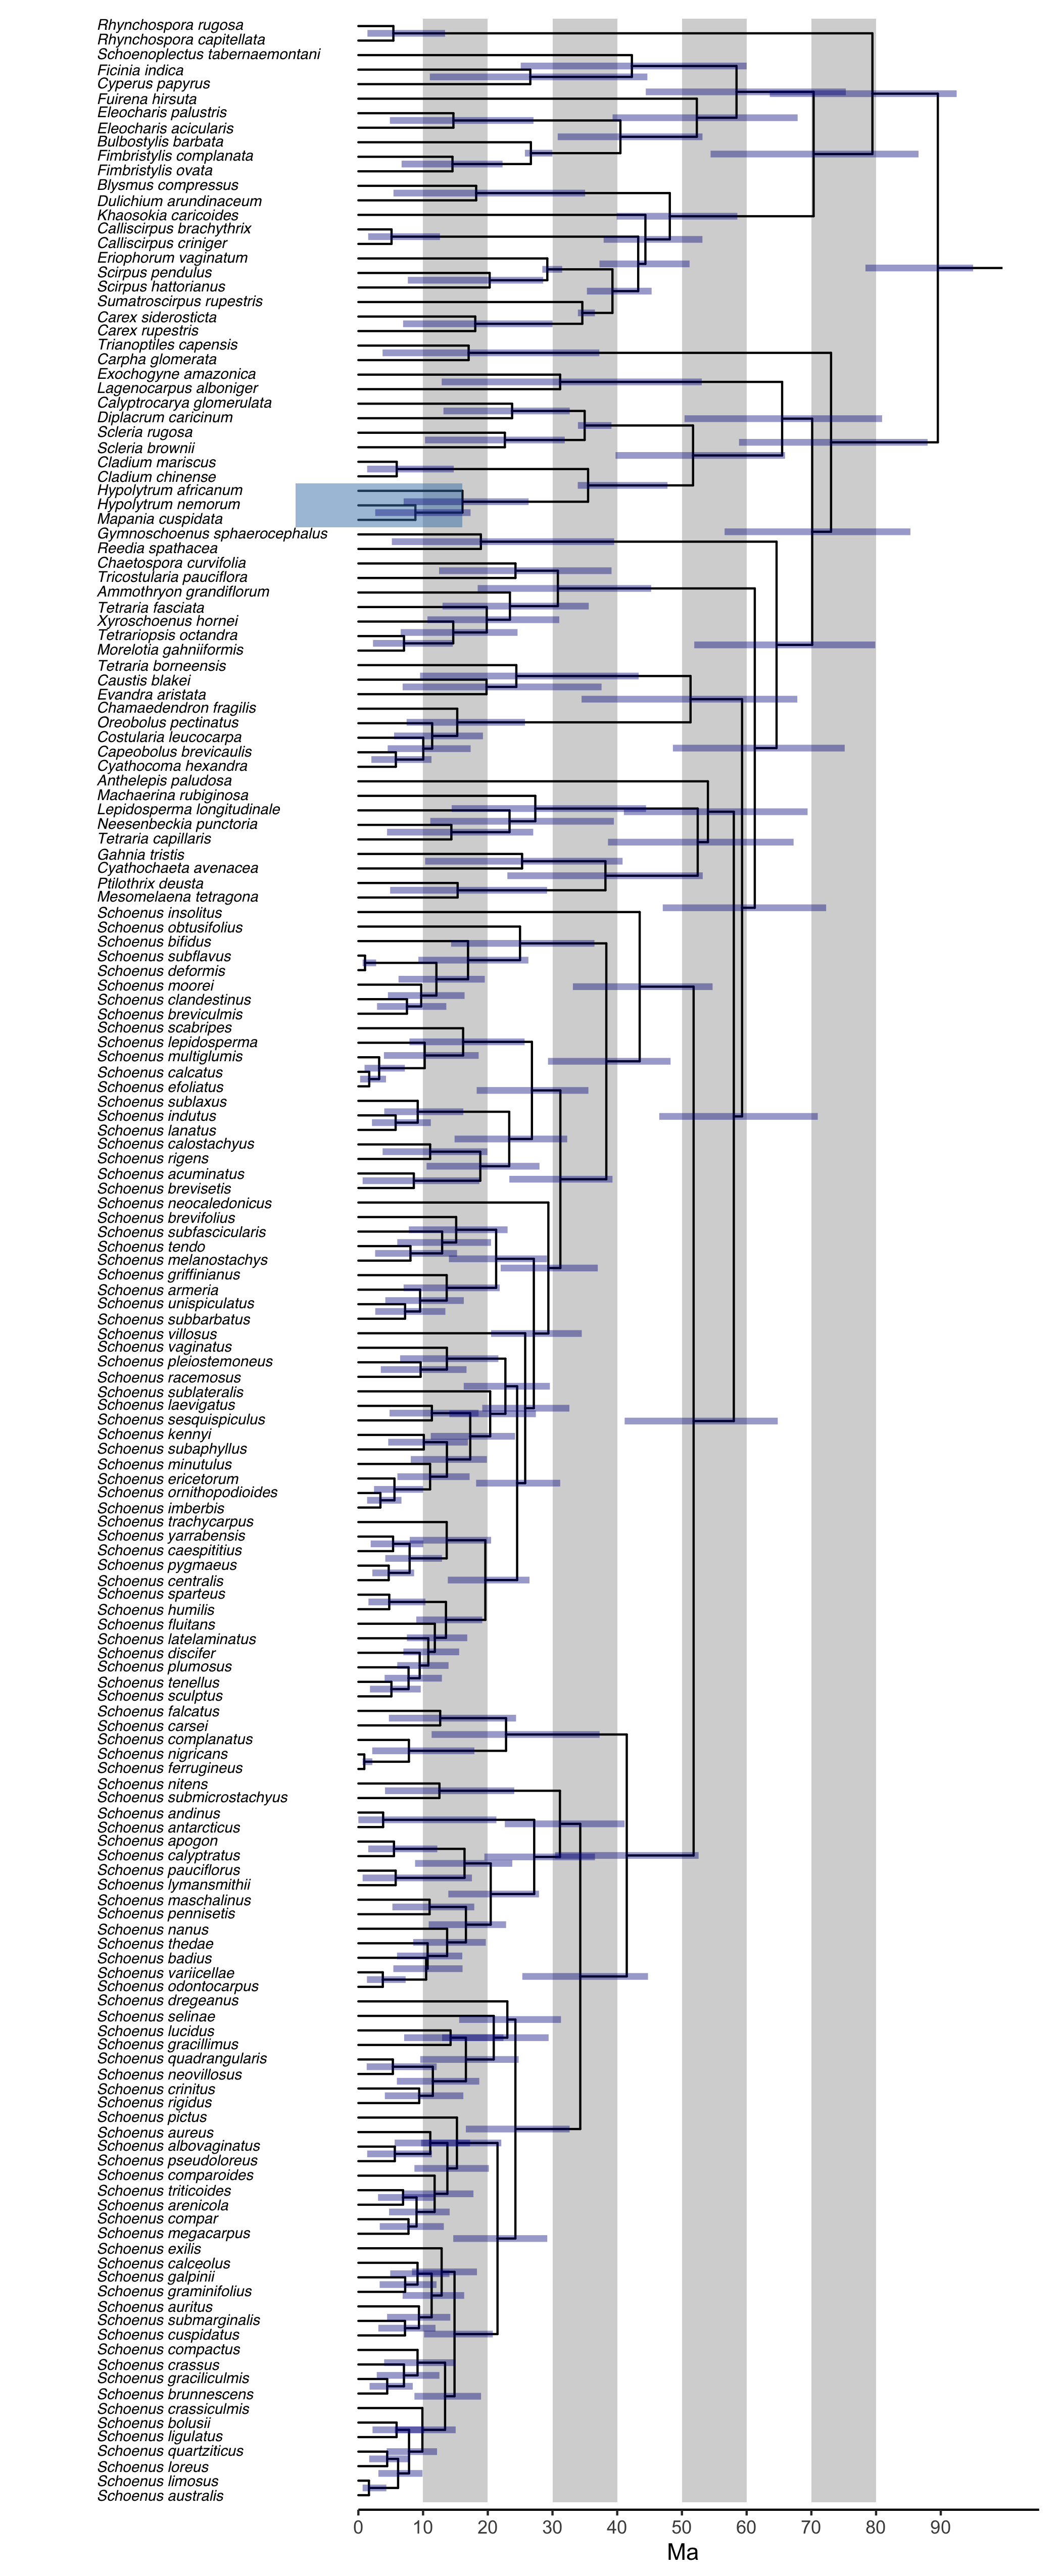 Rhynchospora rugosa
Rhynchospora capitellata
Schoenoplectus tabernaemontani
Ficinia indica
Cyperus papyrus
Fuirena hirsuta
Eleocharis palustris
Eleocharis acicularis
Bulbostylis barbata
Fimbristylis complanata
Fimbristylis ovata
Blysmus compressus
Dulichium arundinaceum
Khaosokia caricoides
Calliscirpus brachythrix
Calliscirpus criniger
Eriophorum vaginatum
Scirpus pendulus
Scirpus hattorianus
Sumatroscirpus rupestris
Carex siderosticta
Carex rupestris
Trianoptiles capensis
Carpha glomerata
Exochogyne amazonica
Lagenocarpus alboniger
Calyptrocarya glomerulata
Diplacrum caricinum
Scleria rugosa
Scleria brownii
Cladium mariscus
Cladium chinense
Hypolytrum africanum
Hypolytrum nemorum
Mapania cuspidata
Gymnoschoenus sphaerocephalus
Reedia spathacea
Chaetospora curvifolia
Tricostularia pauciflora
Ammothryon grandiflorum
Tetraria fasciata
Xyroschoenus hornei
Tetrariopsis octandra
Morelotia gahniiformis
Tetraria borneensis
Caustis blakei
Evandra aristata
Chamaedendron fragilis
Oreobolus pectinatus
Costularia leucocarpa
Capeobolus brevicaulis
Cyathocoma hexandra
Anthelepis paludosa
Machaerina rubiginosa
Lepidosperma longitudinale
Neesenbeckia punctoria
Tetraria capillaris
Gahnia tristis
Cyathochaeta avenacea
Ptilothrix deusta
Mesomelaena tetragona
Schoenus insolitus
Schoenus obtusifolius
Schoenus bifidus
Schoenus subflavus
Schoenus deformis
Schoenus moorei
Schoenus clandestinus
Schoenus breviculmis
Schoenus scabripes
Schoenus lepidosperma
Schoenus multiglumis
Schoenus calcatus
Schoenus efoliatus
Schoenus sublaxus
Schoenus indutus
Schoenus lanatus
Schoenus calostachyus
Schoenus rigens
Schoenus acuminatus
Schoenus brevisetis
Schoenus neocaledonicus
Schoenus brevifolius
Schoenus subfascicularis
Schoenus tendo
Schoenus melanostachys
Schoenus griffinianus
Schoenus armeria
Schoenus unispiculatus
Schoenus subbarbatus
Schoenus villosus
Schoenus vaginatus
Schoenus pleiostemoneus
Schoenus racemosus
Schoenus sublateralis
Schoenus laevigatus
Schoenus sesquispiculus
Schoenus kennyi
Schoenus subaphyllus
Schoenus minutulus
Schoenus ericetorum
Schoenus ornithopodioides
Schoenus imberbis
Schoenus trachycarpus
Schoenus yarrabensis
Schoenus caespititius
Schoenus pygmaeus
Schoenus centralis
Schoenus sparteus
Schoenus humilis
Schoenus fluitans
Schoenus latelaminatus
Schoenus discifer
Schoenus plumosus
Schoenus tenellus
Schoenus sculptus
Schoenus falcatus
Schoenus carsei
Schoenus complanatus
Schoenus nigricans
Schoenus ferrugineus
Schoenus nitens
Schoenus submicrostachyus
Schoenus andinus
Schoenus antarcticus
Schoenus apogon
Schoenus calyptratus
Schoenus pauciflorus
Schoenus lymansmithii
Schoenus maschalinus
Schoenus pennisetis
Schoenus nanus
Schoenus thedae
Schoenus badius
Schoenus variicellae
Schoenus odontocarpus
Schoenus dregeanus
Schoenus selinae
Schoenus lucidus
Schoenus gracillimus
Schoenus quadrangularis
Schoenus neovillosus
Schoenus crinitus
Schoenus rigidus
Schoenus pictus
Schoenus aureus
Schoenus albovaginatus
Schoenus pseudoloreus
Schoenus comparoides
Schoenus triticoides
Schoenus arenicola
Schoenus compar
Schoenus megacarpus
Schoenus exilis
Schoenus calceolus
Schoenus galpinii
Schoenus graminifolius
Schoenus auritus
Schoenus submarginalis
Schoenus cuspidatus
Schoenus compactus
Schoenus crassus
Schoenus graciliculmis
Schoenus brunnescens
Schoenus crassiculmis
Schoenus bolusii
Schoenus ligulatus
Schoenus quartziticus
Schoenus loreus
Schoenus limosus
Schoenus australis
0 10 20 30 40 50 60 70 80 90
Ma